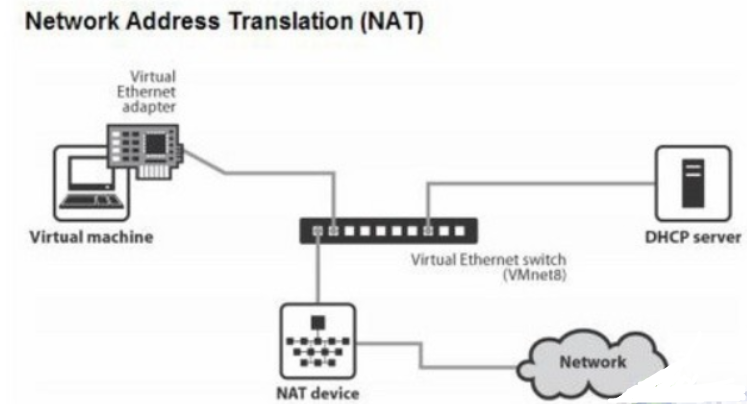 Network Address Translation (NAT)
Virtual
Ethernet
adapter
Virtual machine
DHCP server
Virtual Ethernet switch
(VMnet8)
Network
NAT device